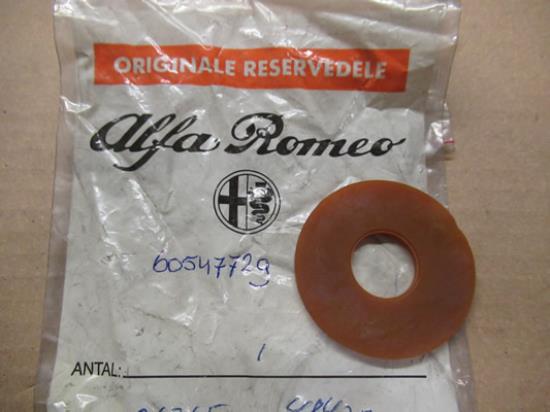 ORIGINALE RESERVEDELE
Alfa Romeo
60547729
1
ANTAL: